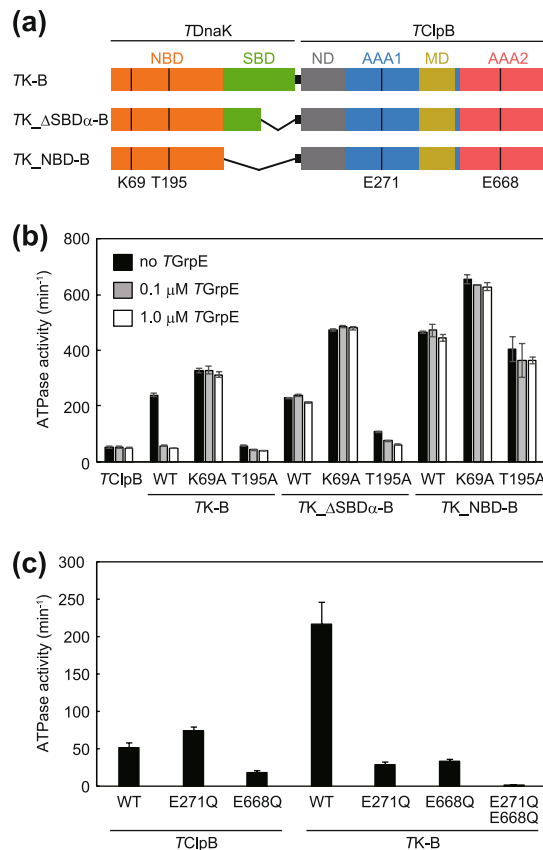 (a)
TDnaK TClpB
NBD SBD ND AAA1 MD AAA2
TK-B
TK_ΔSBDα-B
TK_NBD-B
K69 T195 E271 E668
(b)
ATPase activity (min⁻¹)
800
600
400
200
0
no TGrpE
0.1 μM TGrpE
1.0 μM TGrpE
TClpB WT K69A T195A WT K69A T195A WT K69A T195A
TK-B TK_ΔSBDα-B TK_NBD-B
(c)
ATPase activity (min⁻¹)
300
250
200
150
100
50
0
WT E271Q E668Q WT E271Q E668Q E271Q
E668Q
TClpB TK-B